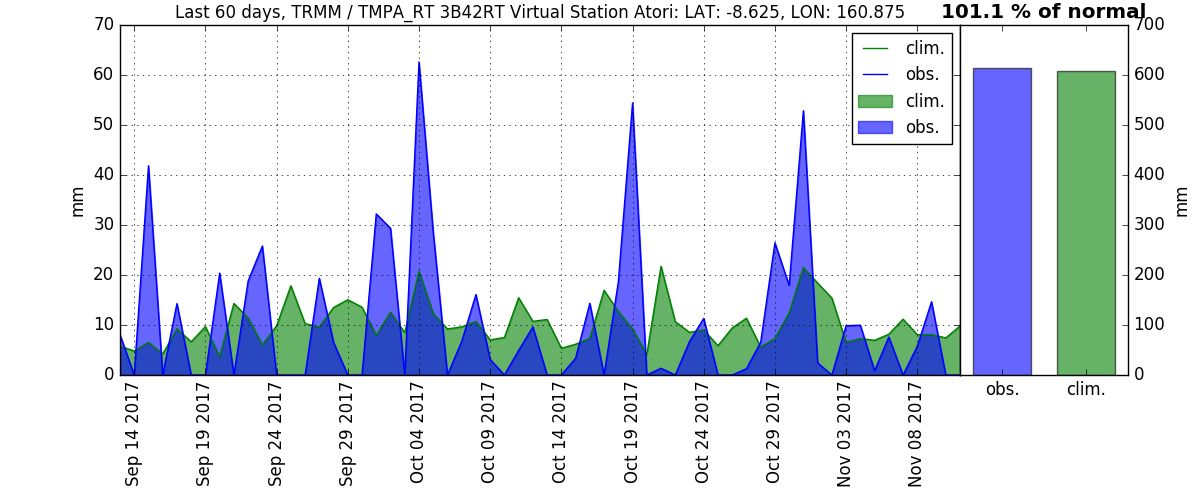 Last 60 days, TRMM / TMPA_RT 3B42RT Virtual Station Atori: LAT: -8.625, LON: 160.875
101.1 % of normal
70
60
50
40
30
20
10
0
mm
clim.
obs.
clim.
obs.
700
600
500
400
300
200
100
0
mm
Sep 14 2017
Sep 19 2017
Sep 24 2017
Sep 29 2017
Oct 04 2017
Oct 09 2017
Oct 14 2017
Oct 19 2017
Oct 24 2017
Oct 29 2017
Nov 03 2017
Nov 08 2017
obs.
clim.